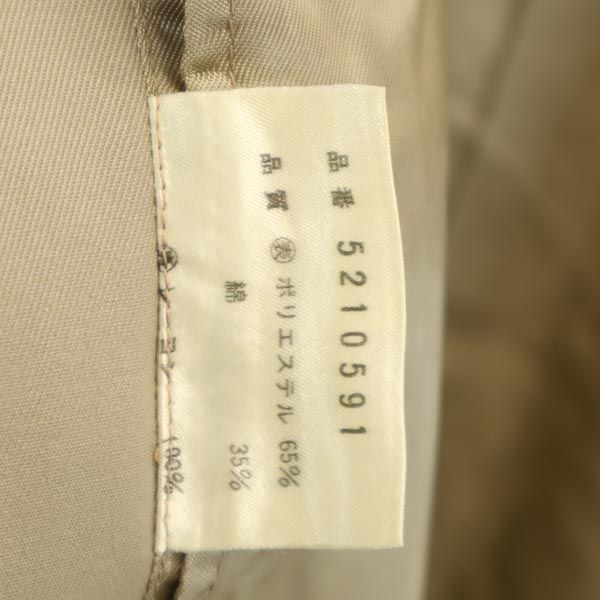 品番 5210591
品質 表 ポリエステル 65%
綿 35%
100%